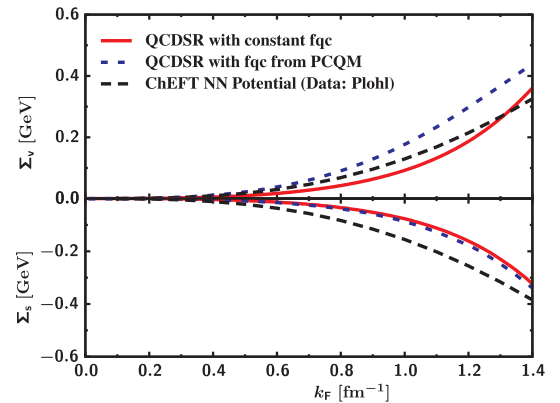 0.6
QCDSR with constant fqc
QCDSR with fqc from PCQM
ChEFT NN Potential (Data: Plohl)
0.4
0.2
Σᵥ [GeV]
0.0
−0.2
−0.4
0.6
Σₛ [GeV]
0.0 0.2 0.4 0.6 0.8 1.0 1.2 1.4
k_F [fm⁻¹]